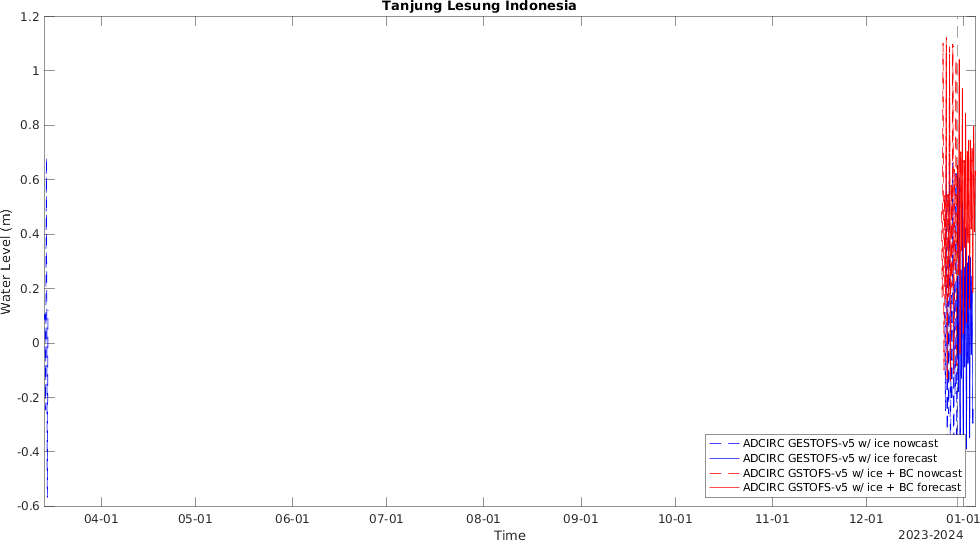 Tanjung Lesung Indonesia
1.2
1
0.8
0.6
0.4
0.2
0
-0.2
-0.4
-0.6
Water Level (m)
ADCIRC GESTOFS-v5 w/ ice nowcast
ADCIRC GESTOFS-v5 w/ ice forecast
ADCIRC GSTOFS-v5 w/ ice + BC nowcast
ADCIRC GSTOFS-v5 w/ ice + BC forecast
04-01 05-01 06-01 07-01 08-01 09-01 10-01 11-01 12-01 01-01
Time
2023-2024